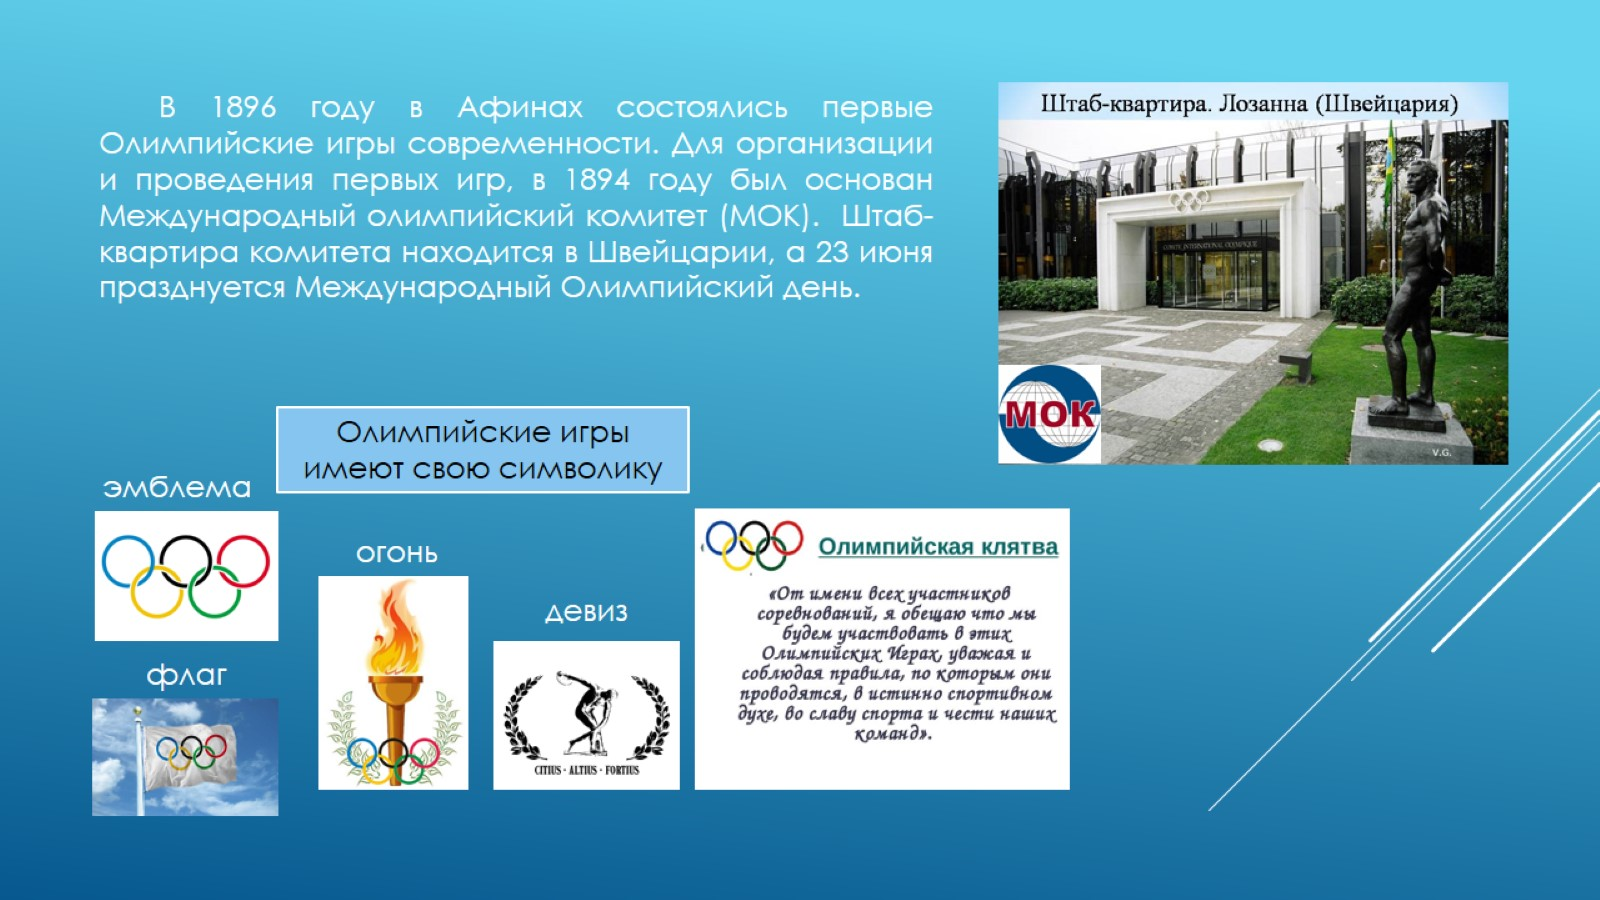 В 1896 году в Афинах состоялись первые
Олимпийские игры современности. Для организации
и проведения первых игр, в 1894 году был основан
Международный олимпийский комитет (МОК). Штаб-
квартира комитета находится в Швейцарии, а 23 июня
празднуется Международный Олимпийский день.
Штаб-квартира. Лозанна (Швейцария)
COMITE INTERNATIONAL OLYMPIQUE
МОК
V.G.
Олимпийские игры
имеют свою символику
эмблема
флаг
огонь
девиз
CITIUS - ALTIUS - FORTIUS
Олимпийская клятва
«От имени всех участников
соревнований, я обещаю что мы
будем участвовать в этих
Олимпийских Играх, уважая и
соблюдая правила, по которым они
проводятся, в истинно спортивном
духе, во славу спорта и чести наших
команд».